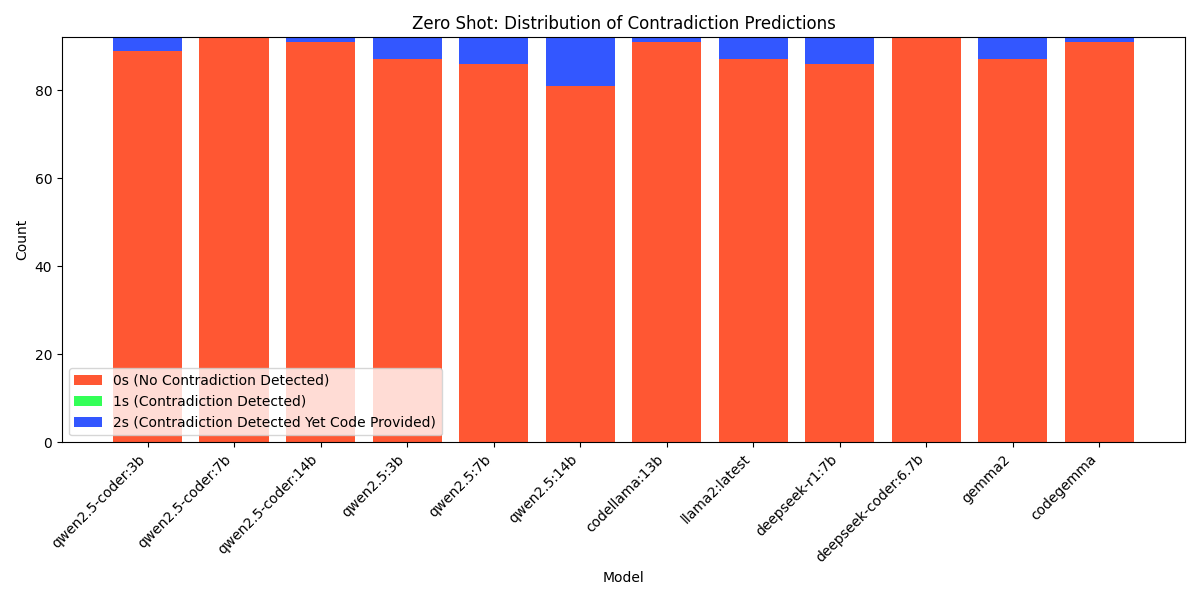 Zero Shot: Distribution of Contradiction Predictions
Count
80
60
40
20
0
0s (No Contradiction Detected)
1s (Contradiction Detected)
2s (Contradiction Detected Yet Code Provided)
qwen2.5-coder:3b
qwen2.5-coder:7b
qwen2.5-coder:14b
qwen2.5:3b
qwen2.5:7b
qwen2.5:14b
codellama:13b
llama2:latest
deepseek-r1:7b
deepseek-coder:6.7b
gemma2
codegemma
Model